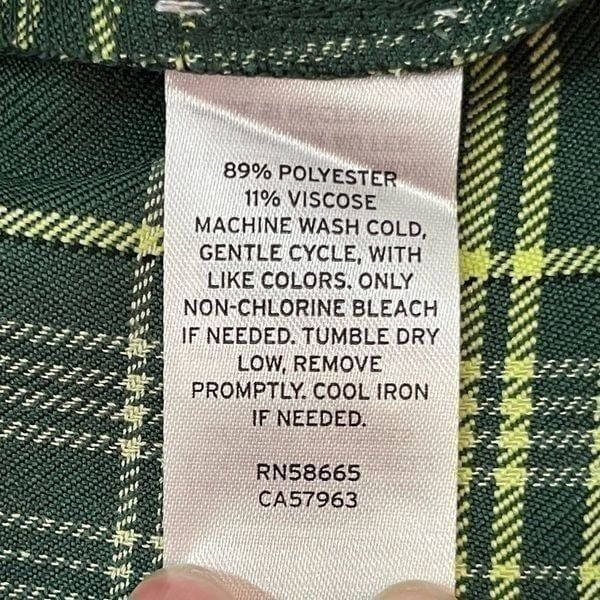 89% POLYESTER
11% VISCOSE
MACHINE WASH COLD,
GENTLE CYCLE, WITH
LIKE COLORS. ONLY
NON-CHLORINE BLEACH
IF NEEDED. TUMBLE DRY
LOW, REMOVE
PROMPTLY. COOL IRON
IF NEEDED.
RN58665
CA57963